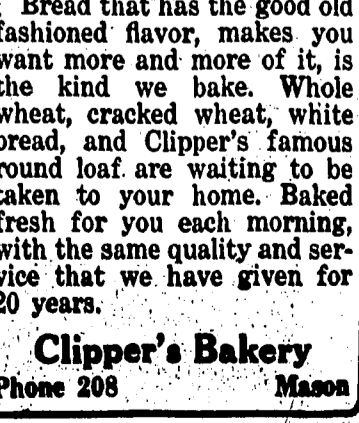 Bread that has the good old
fashioned flavor, makes you
want more and more of it, is
the kind we bake. Whole
wheat, cracked wheat, white
bread, and Clipper's famous
round loaf are waiting to be
taken to your home. Baked
fresh for you each morning,
with the same quality and ser-
vice that we have given for
20 years.
Clipper's Bakery
Phone 208 Mason